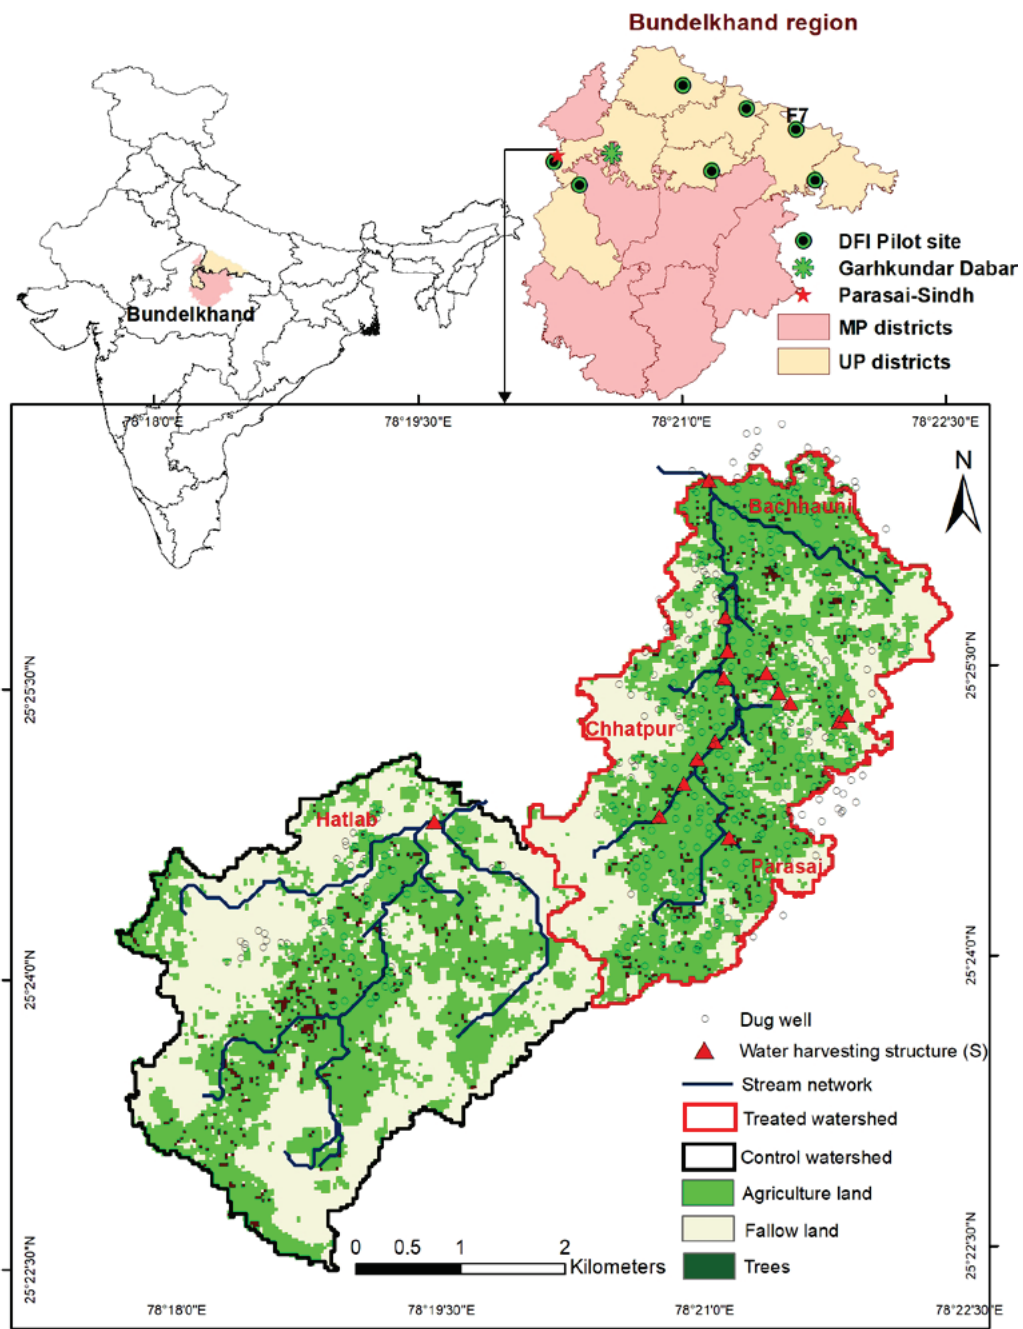 Bundelkhand region
F7
Bundelkhand
DFI Pilot site
Garhkundar Dabar
Parasai-Sindh
MP districts
UP districts
78°18'0"E
78°19'30"E
78°21'0"E
78°22'30"E
N
Bachhauni
25°25'30"N
25°23'30"N
Chhatpur
Hatlab
Parasai
25°24'0"N
25°24'0"N
Dug well
Water harvesting structure (S)
Stream network
Treated watershed
Control watershed
Agriculture land
Fallow land
Trees
0 0.5 1 2
Kilometers
25°22'30"N
25°22'30"N
78°18'0"E
78°19'30"E
78°21'0"E
78°22'30"E